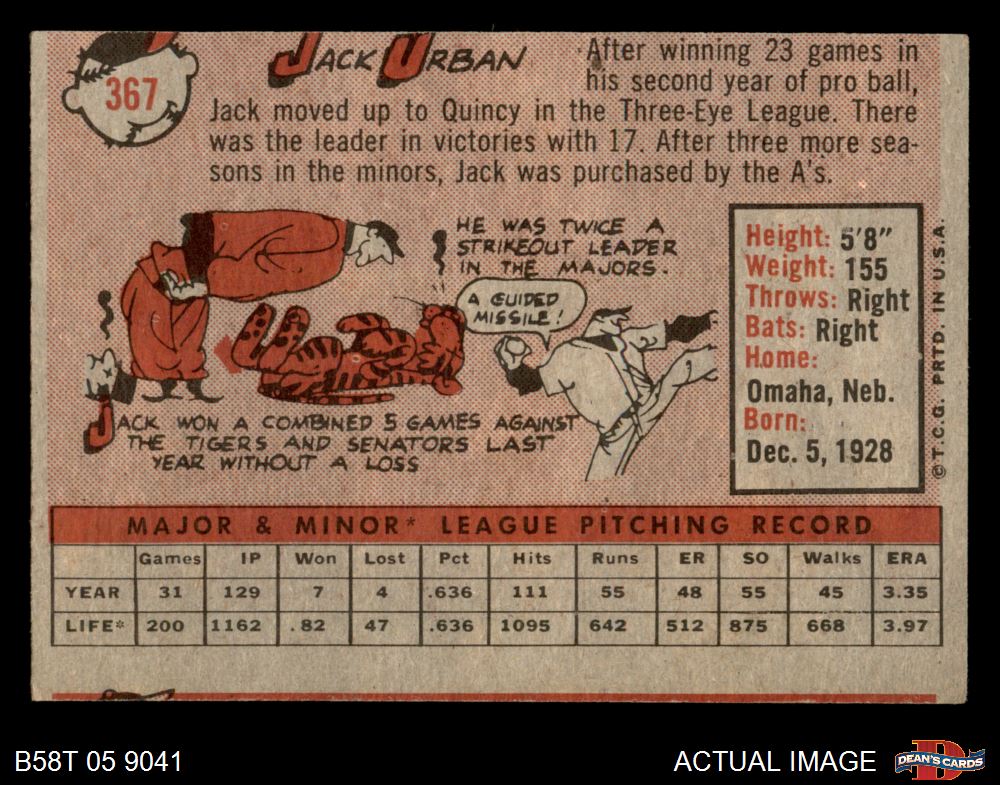 367
JACK URBAN
After winning 23 games in
his second year of pro ball,
Jack moved up to Quincy in the Three-Eye League. There
was the leader in victories with 17. After three more sea-
sons in the minors, Jack was purchased by the A's.
HE WAS TWICE A
STRIKEOUT LEADER
IN THE MAJORS.
A GUIDED
MISSILE!
JACK WON A COMBINED 5 GAMES AGAINST
THE TIGERS AND SENATORS LAST
YEAR WITHOUT A LOSS
Height: 5'8"
Weight: 155
Throws: Right
Bats: Right
Home:
Omaha, Neb.
Born:
Dec. 5, 1928
© T.C.G. PRTD. IN U.S.A.
MAJOR & MINOR* LEAGUE PITCHING RECORD
Games IP Won Lost Pct Hits Runs ER SO Walks ERA
YEAR 31 129 7 4 .636 111 55 48 55 45 3.35
LIFE* 200 1162 .82 47 .636 1095 642 512 875 668 3.97
B58T 05 9041
ACTUAL IMAGE
D
DEAN'S CARDS